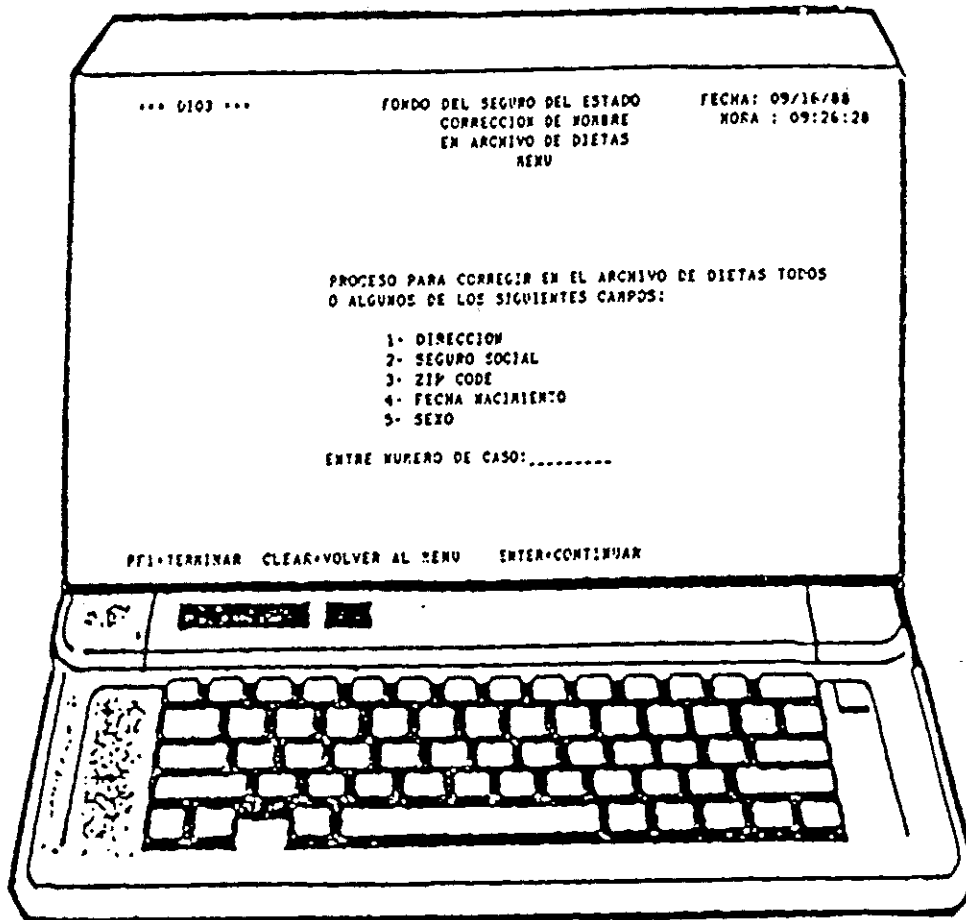 *** DI03 ***
FONDO DEL SEGURO DEL ESTADO
FECHA: 09/16/88
CORRECCION DE NOMBRE
HORA : 09:26:28
EN ARCHIVO DE DIETAS
MENU
PROCESO PARA CORREGIR EN EL ARCHIVO DE DIETAS TODOS
O ALGUNOS DE LOS SIGUIENTES CAMPOS:
1- DIRECCION
2- SEGURO SOCIAL
3- ZIP CODE
4- FECHA NACIMIENTO
5- SEXO
ENTRE NUMERO DE CASO:_________
PF1=TERMINAR CLEAR=VOLVER AL MENU ENTER=CONTINUAR